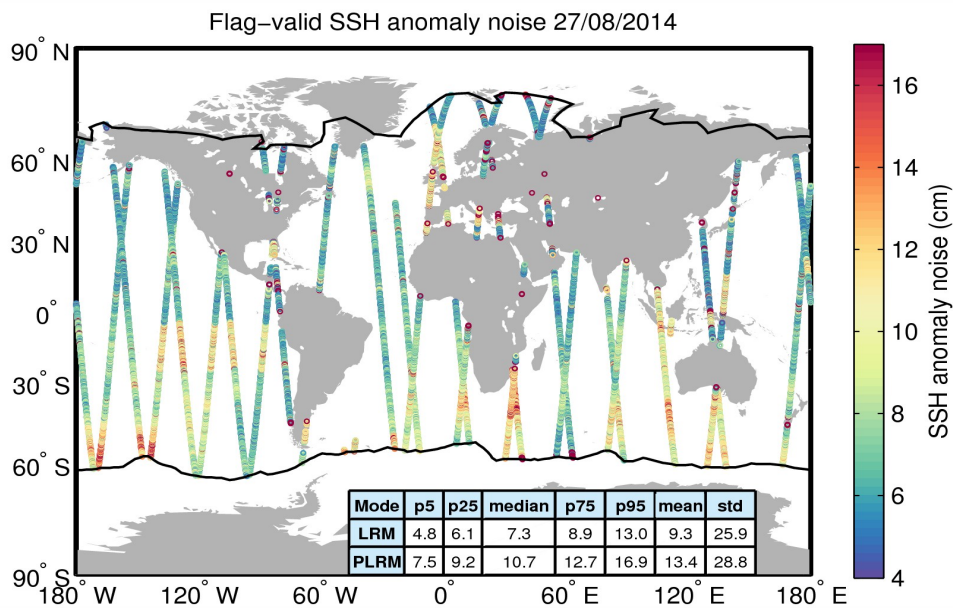 Flag−valid SSH anomaly noise 27/08/2014
90° N
60° N
30° N
0°
30° S
60° S
90° S
180° W
120° W
60° W
0°
60° E
120° E
180° E
16
14
12
10
8
6
4
SSH anomaly noise (cm)
Mode p5 p25 median p75 p95 mean std
LRM 4.8 6.1 7.3 8.9 13.0 9.3 25.9
PLRM 7.5 9.2 10.7 12.7 16.9 13.4 28.8